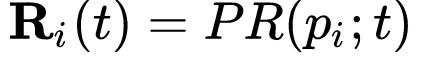 𝐑ᵢ(t) = PR(pᵢ; t)